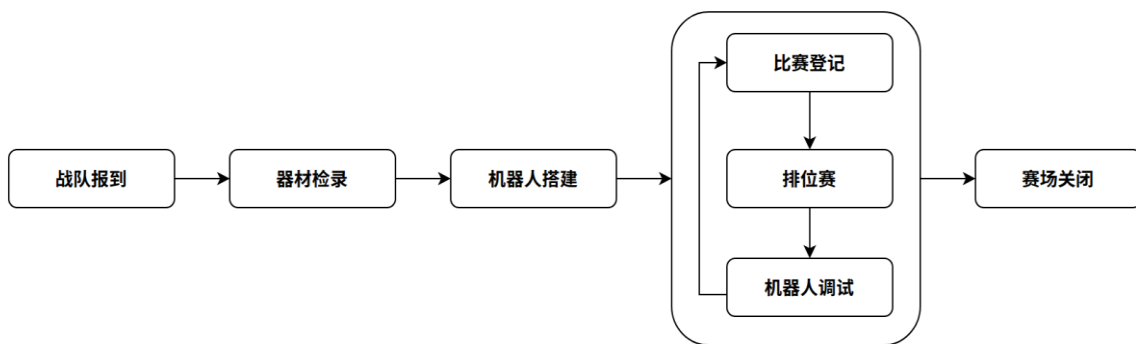 战队报到
器材检录
机器人搭建
比赛登记
排位赛
机器人调试
赛场关闭